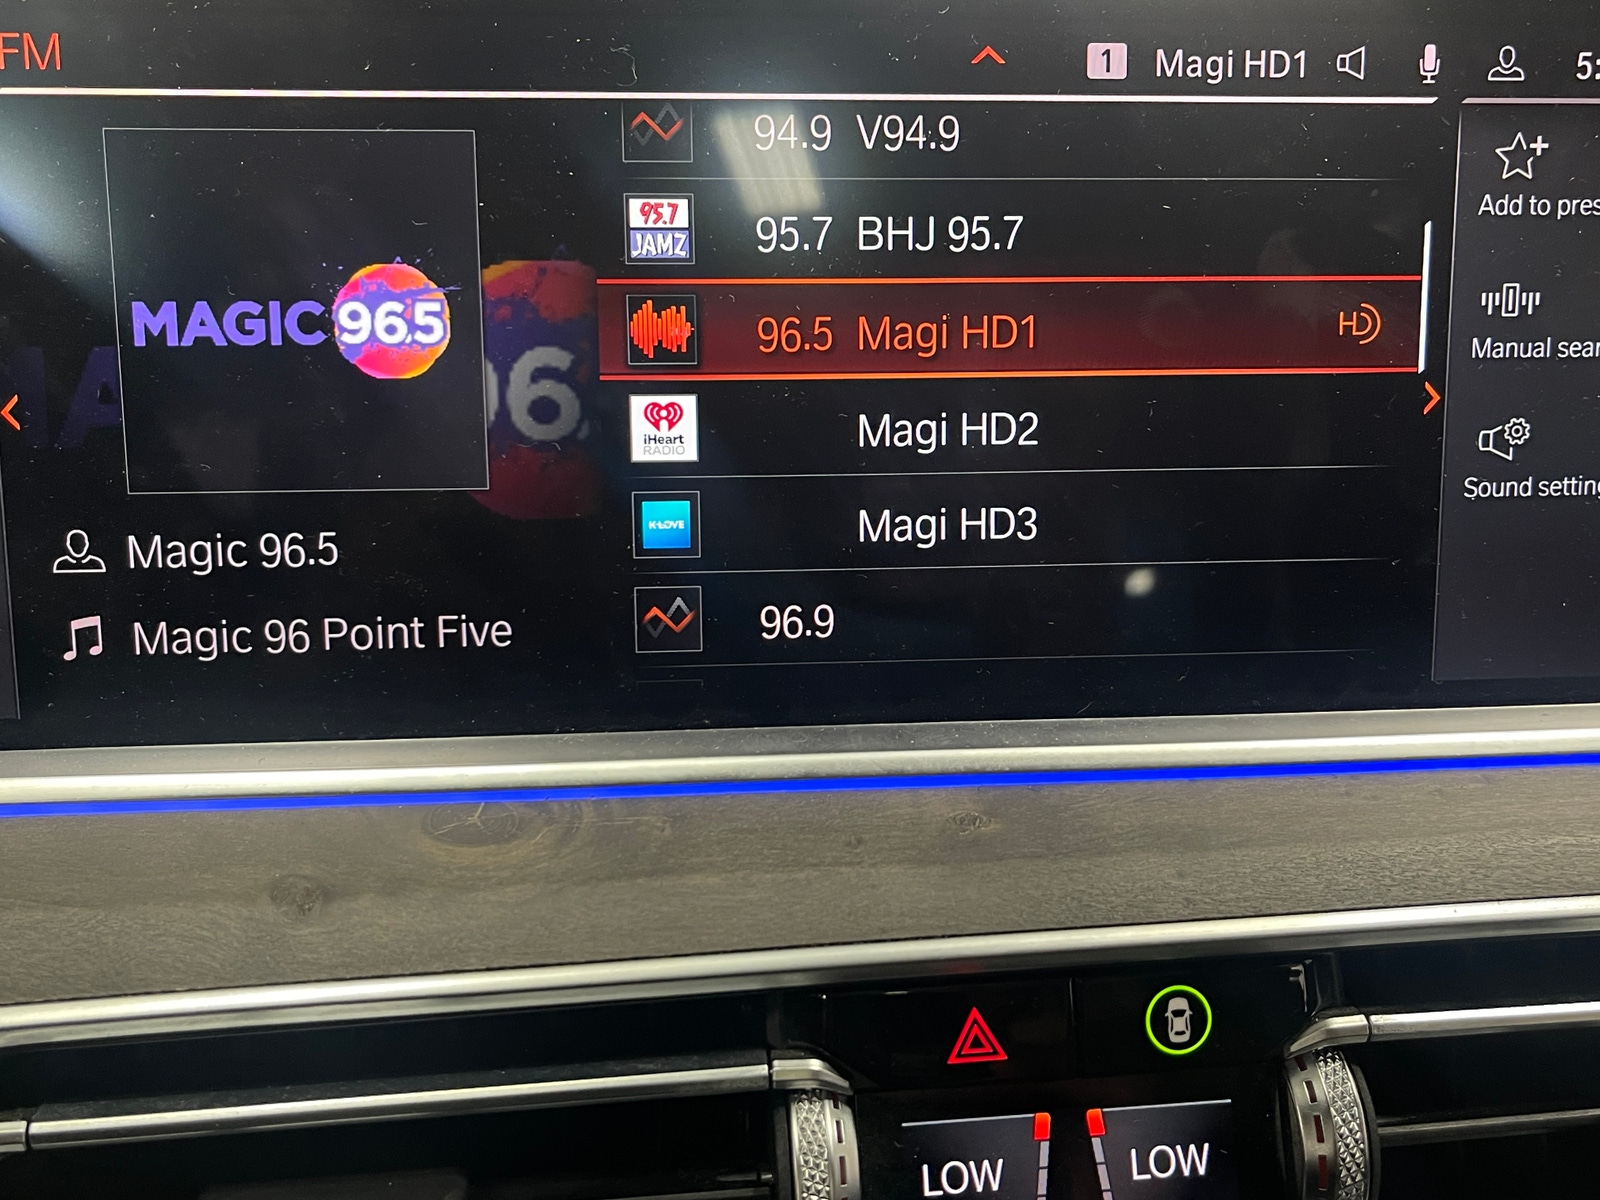 FM
1 Magi HD1
5:
MAGIC 96.5
Magic 96.5
Magic 96 Point Five
94.9 V94.9
95.7 JAMZ
95.7 BHJ 95.7
96.5 Magi HD1
HD
iHeart RADIO
Magi HD2
K-LOVE
Magi HD3
96.9
Add to pres
Manual sear
Sound setting
LOW
LOW